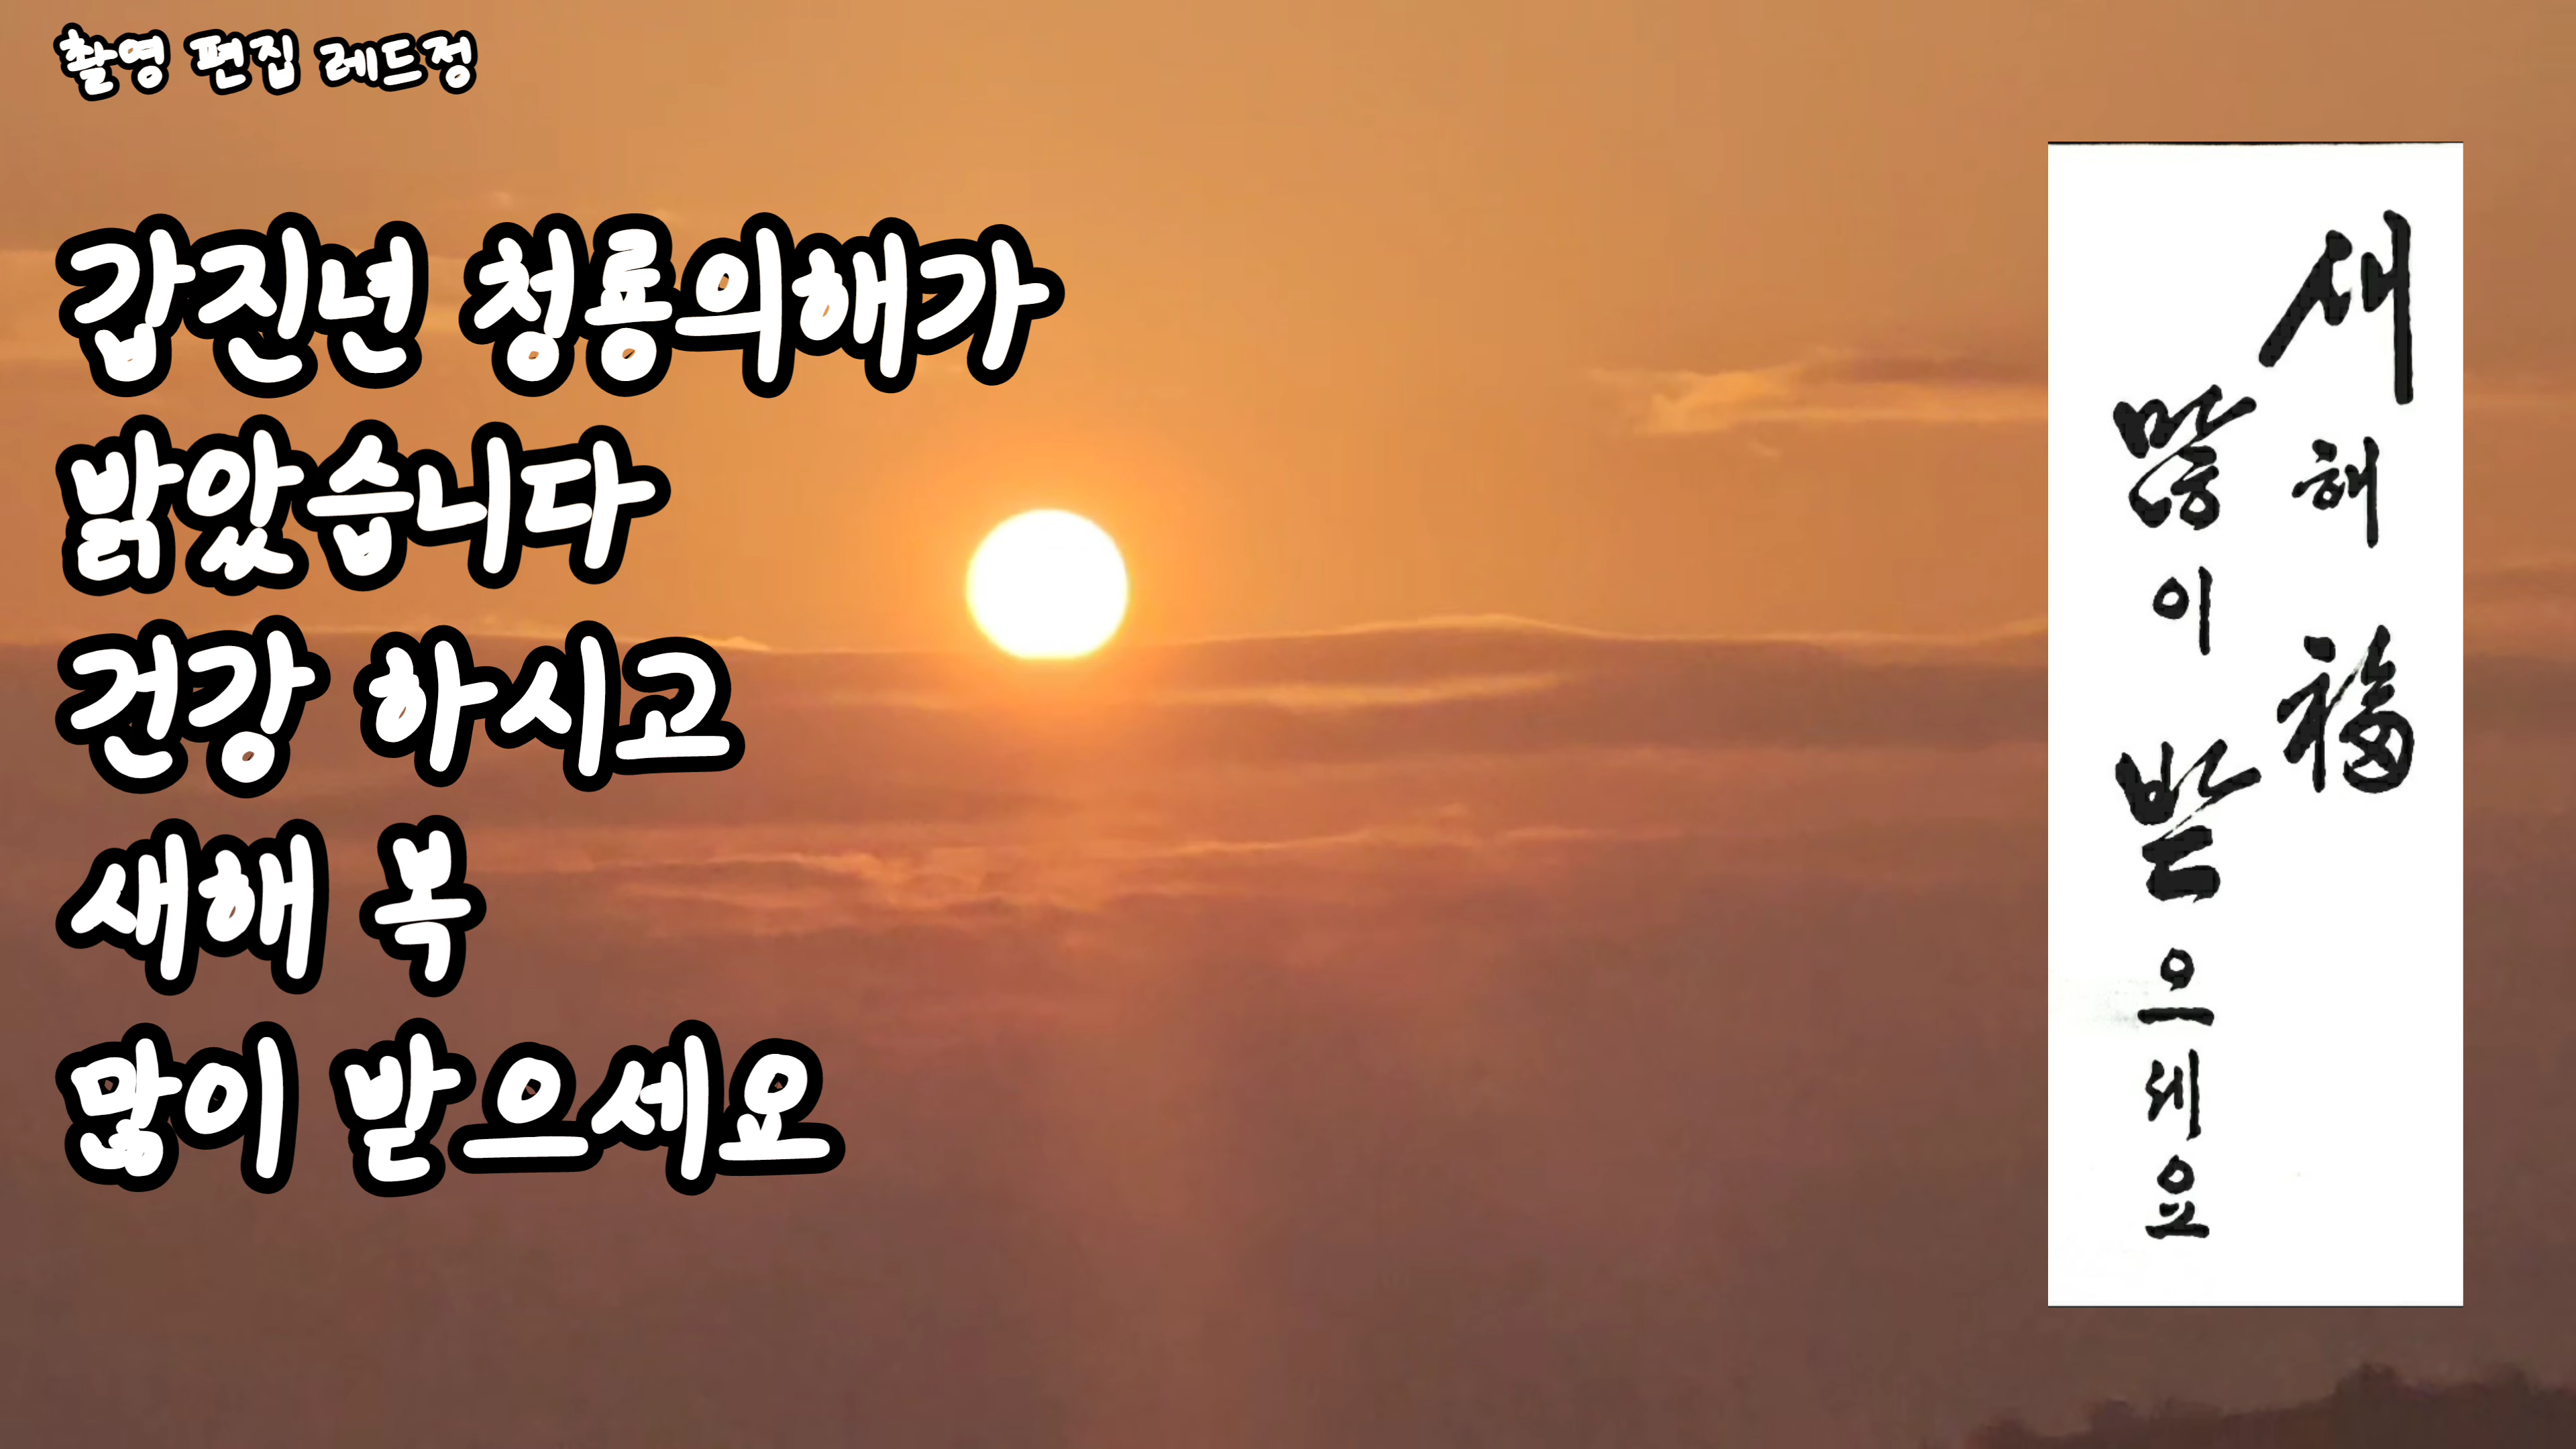 촬영 편집 레드정
갑진년 청룡의해가
밝았습니다
건강 하시고
새해 복
많이 받으세요
새해 福
많이 받으세요